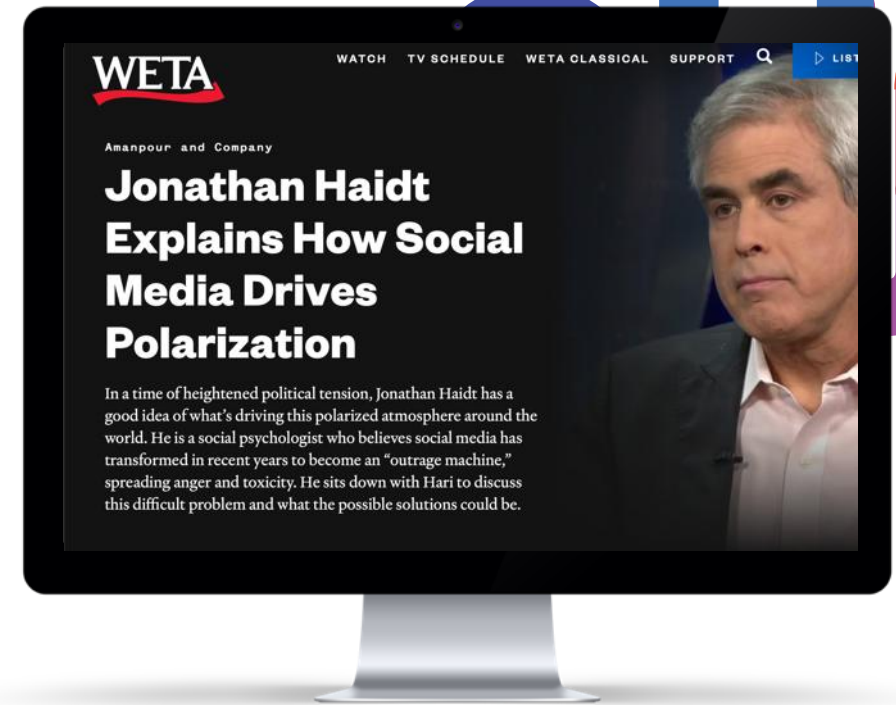 WETA
WATCH TV SCHEDULE WETA CLASSICAL SUPPORT LIST
Amanpour and Company
Jonathan Haidt
Explains How Social
Media Drives
Polarization
In a time of heightened political tension, Jonathan Haidt has a
good idea of what's driving this polarized atmosphere around the
world. He is a social psychologist who believes social media has
transformed in recent years to become an “outrage machine,”
spreading anger and toxicity. He sits down with Hari to discuss
this difficult problem and what the possible solutions could be.